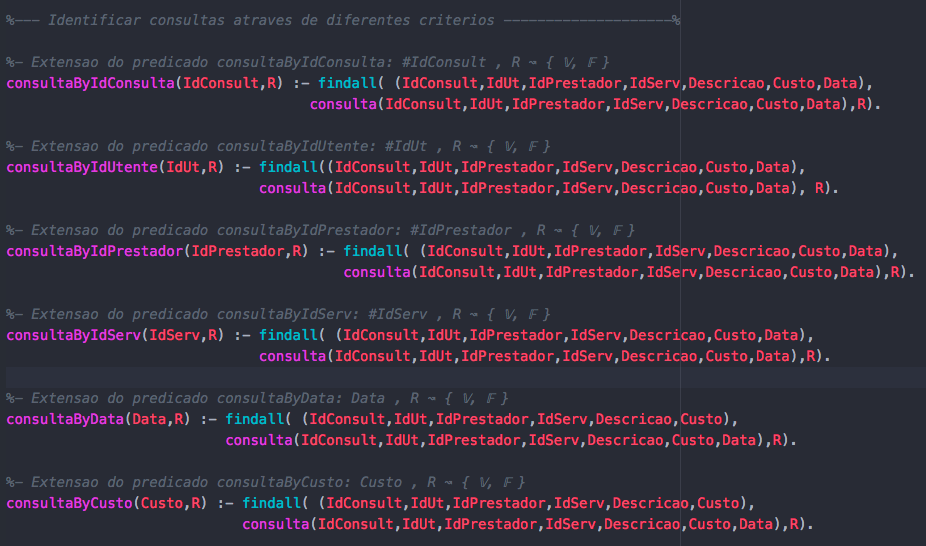 %--- Identificar consultas atraves de diferentes criterios --------------------%
%- Extensao do predicado consultaByIdConsulta: #IdConsult , R ↝ { 𝕍, 𝔽 }
consultaByIdConsulta(IdConsult,R) :- findall( (IdConsult,IdUt,IdPrestador,IdServ,Descricao,Custo,Data),
consulta(IdConsult,IdUt,IdPrestador,IdServ,Descricao,Custo,Data),R).
%- Extensao do predicado consultaByIdUtente: #IdUt , R ↝ { 𝕍, 𝔽 }
consultaByIdUtente(IdUt,R) :- findall((IdConsult,IdUt,IdPrestador,IdServ,Descricao,Custo,Data),
consulta(IdConsult,IdUt,IdPrestador,IdServ,Descricao,Custo,Data), R).
%- Extensao do predicado consultaByIdPrestador: #IdPrestador , R ↝ { 𝕍, 𝔽 }
consultaByIdPrestador(IdPrestador,R) :- findall( (IdConsult,IdUt,IdPrestador,IdServ,Descricao,Custo,Data),
consulta(IdConsult,IdUt,IdPrestador,IdServ,Descricao,Custo,Data),R).
%- Extensao do predicado consultaByIdServ: #IdServ , R ↝ { 𝕍, 𝔽 }
consultaByIdServ(IdServ,R) :- findall( (IdConsult,IdUt,IdPrestador,IdServ,Descricao,Custo,Data),
consulta(IdConsult,IdUt,IdPrestador,IdServ,Descricao,Custo,Data),R).
%- Extensao do predicado consultaByData: Data , R ↝ { 𝕍, 𝔽 }
consultaByData(Data,R) :- findall( (IdConsult,IdUt,IdPrestador,IdServ,Descricao,Custo),
consulta(IdConsult,IdUt,IdPrestador,IdServ,Descricao,Custo,Data),R).
%- Extensao do predicado consultaByCusto: Custo , R ↝ { 𝕍, 𝔽 }
consultaByCusto(Custo,R) :- findall( (IdConsult,IdUt,IdPrestador,IdServ,Descricao,Custo),
consulta(IdConsult,IdUt,IdPrestador,IdServ,Descricao,Custo,Data),R).